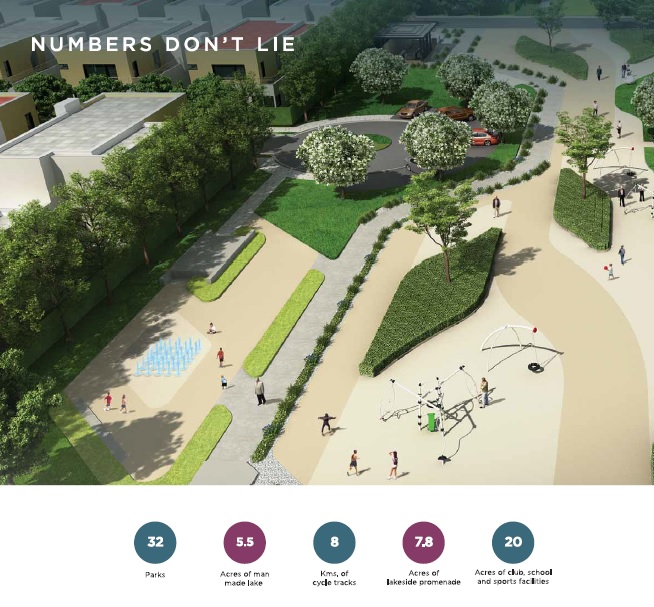 NUMBERS DON'T LIE
32
Parks
5.5
Acres of man
made lake
8
Kms, of
cycle tracks
7.8
Acres of
lakeside promenade
20
Acres of club, school
and sports facilities